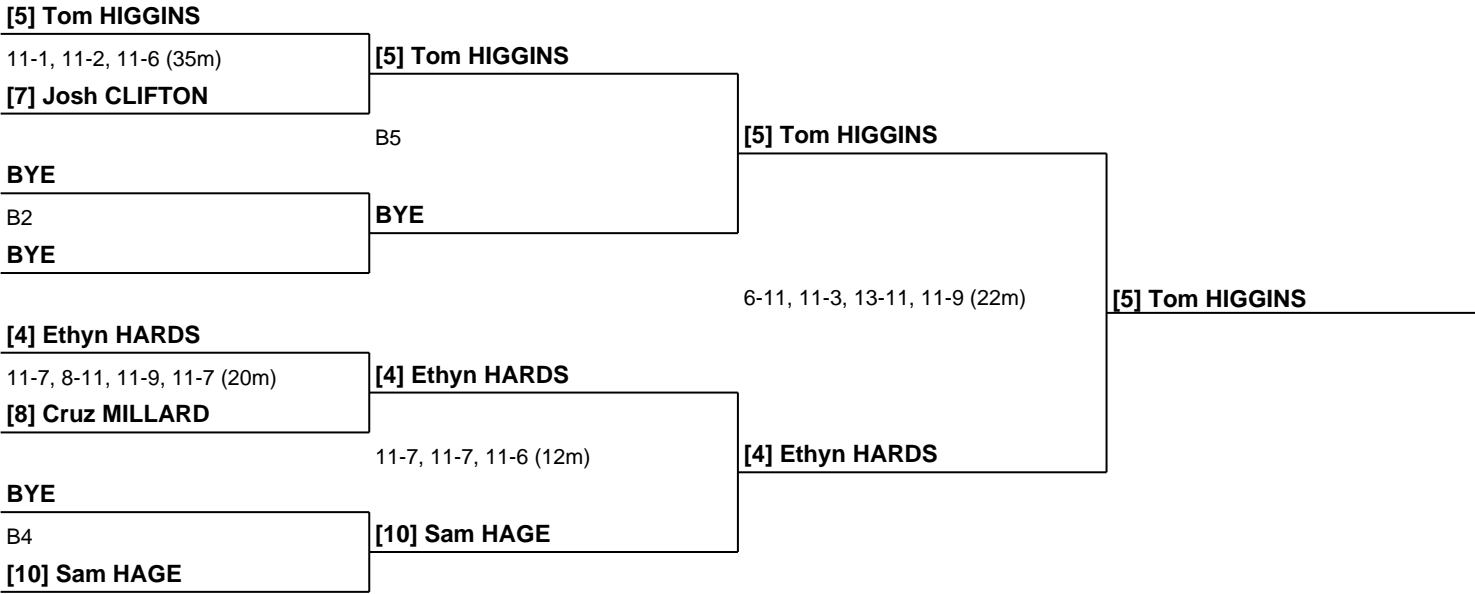 [5] Tom HIGGINS
11-1, 11-2, 11-6 (35m)
[5] Tom HIGGINS
[7] Josh CLIFTON
B5
[5] Tom HIGGINS
BYE
B2
BYE
BYE
6-11, 11-3, 13-11, 11-9 (22m)
[5] Tom HIGGINS
[4] Ethyn HARDS
11-7, 8-11, 11-9, 11-7 (20m)
[4] Ethyn HARDS
[8] Cruz MILLARD
11-7, 11-7, 11-6 (12m)
[4] Ethyn HARDS
BYE
B4
[10] Sam HAGE
[10] Sam HAGE